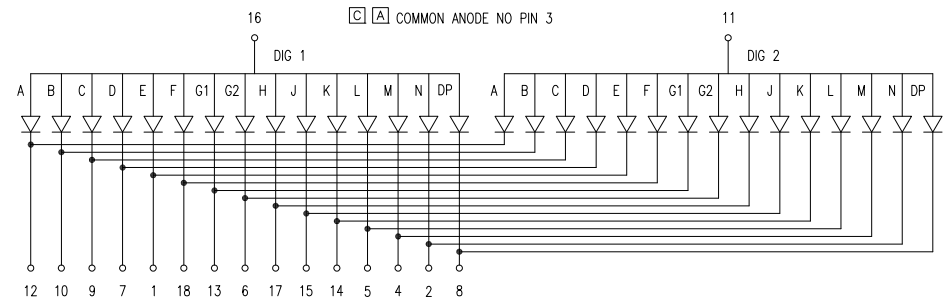 16 C A COMMON ANODE NO PIN 3 11
DIG 1 DIG 2
A B C D E F G1 G2 H J K L M N DP A B C D E F G1 G2 H J K L M N DP
12 10 9 7 1 18 13 6 17 15 14 5 4 2 8